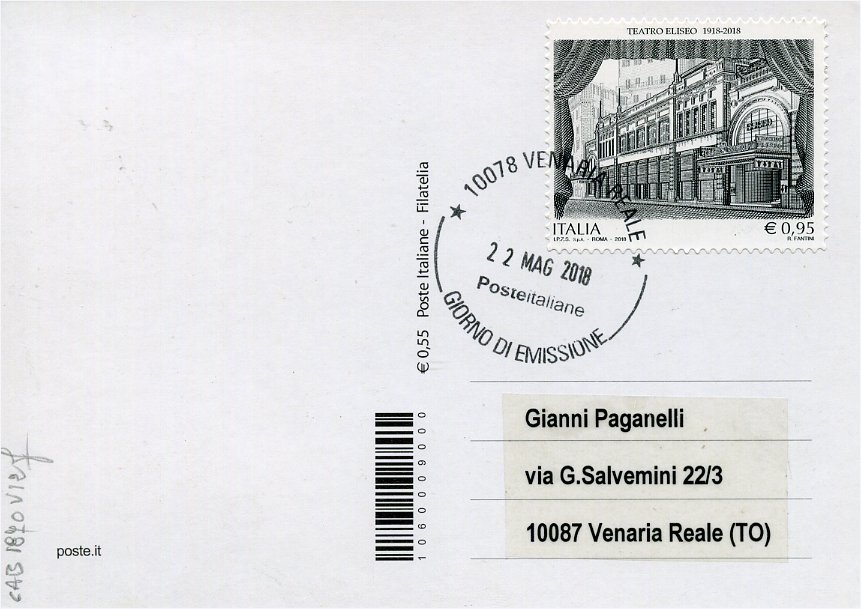 TEATRO ELISEO 1918-2018
ITALIA
€ 0,95
I.P.Z.S. S.p.A. - ROMA - 2018
R. FANTINI
10078 VENARIA REALE
22 MAG 2018
Posteitaliane
GIORNO DI EMISSIONE
€ 0,55 Poste Italiane - Filatelia
1060009000
Gianni Paganelli
via G.Salvemini 22/3
10087 Venaria Reale (TO)
poste.it